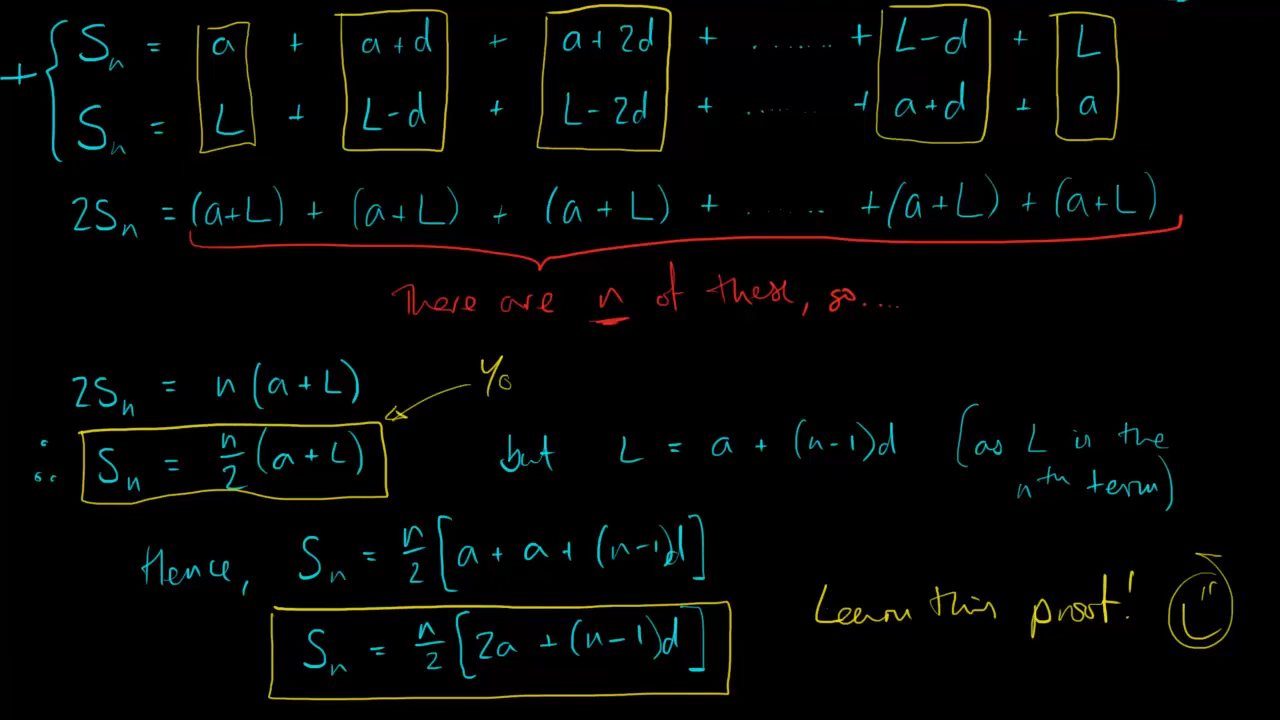 + { Sₙ = a + a+d + a+2d + ........ + L-d + L
Sₙ = L + L-d + L-2d + ........ + a+d + a
2Sₙ = (a+L) + (a+L) + (a+L) + ........ + (a+L) + (a+L)
There are n of these, so....
2Sₙ = n(a+L)
∴ Sₙ = n/2 (a+L) but L = a + (n-1)d (as L is the
nᵗʰ term)
Hence, Sₙ = n/2 [a + a + (n-1)d]
Sₙ = n/2 [2a + (n-1)d]
Learn this proof!